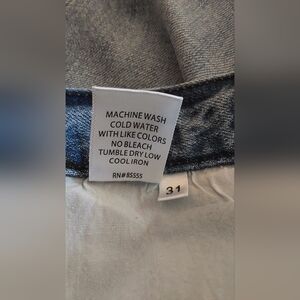 MACHINE WASH
COLD WATER
WITH LIKE COLORS
NO BLEACH
TUMBLE DRY LOW
COOL IRON
RN#85555
31